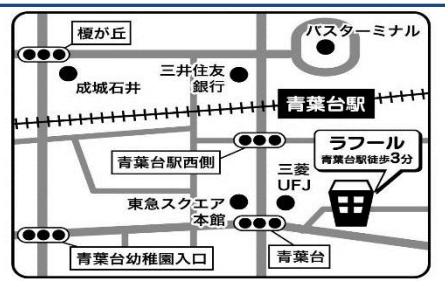 榎が丘
バスターミナル
成城石井
三井住友
銀行
青葉台駅
ラフール
青葉台駅徒歩3分
青葉台駅西側
三菱
UFJ
東急スクエア
本館
青葉台幼稚園入口
青葉台